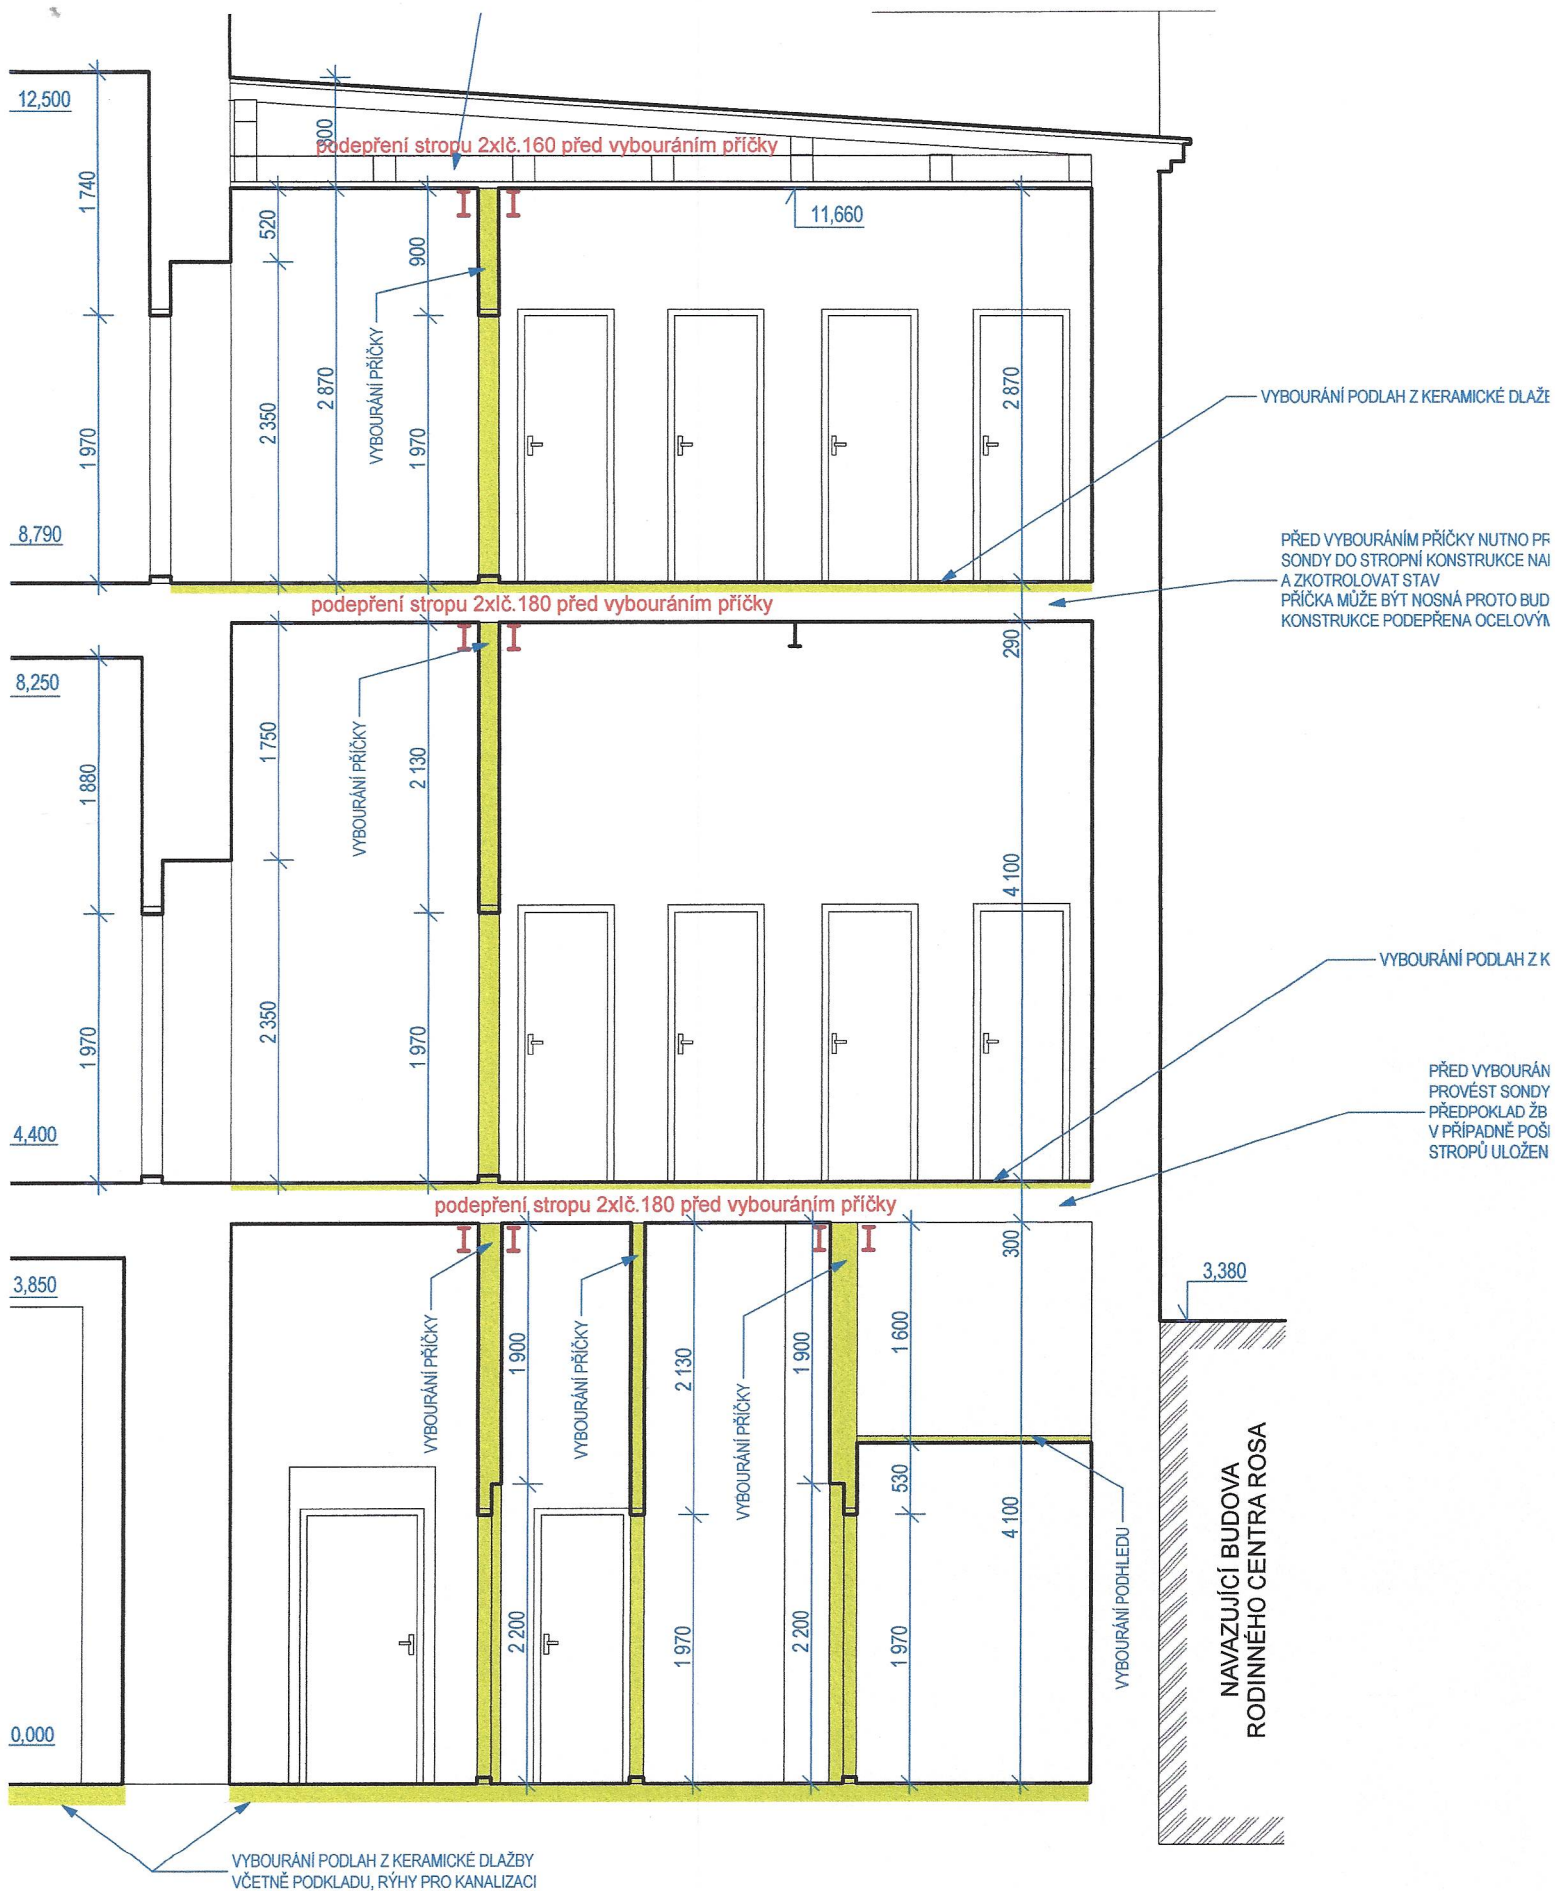 12,500
1 740
1 970
8,790
800
podepření stropu 2xIč.160 před vybouráním příčky
520
2 350
2 870
900
1 970
VYBOURÁNÍ PŘÍČKY
11,660
2 870
VYBOURÁNÍ PODLAH Z KERAMICKÉ DLAŽE
PŘED VYBOURÁNÍM PŘÍČKY NUTNO PR
SONDY DO STROPNÍ KONSTRUKCE NAI
A ZKOTROLOVAT STAV
PŘÍČKA MŮŽE BÝT NOSNÁ PROTO BUD
KONSTRUKCE PODEPŘENA OCELOVÝM
podepření stropu 2xIč.180 před vybouráním příčky
290
8,250
1 880
1 970
4,400
1 750
2 350
VYBOURÁNÍ PŘÍČKY
2 130
1 970
4 100
VYBOURÁNÍ PODLAH Z K
PŘED VYBOURÁN
PROVÉST SONDY
PŘEDPOKLAD ŽB
V PŘÍPADNĚ POŠI
STROPŮ ULOŽEN
podepření stropu 2xIč.180 před vybouráním příčky
300
3,850
0,000
VYBOURÁNÍ PŘÍČKY
1 900
2 200
VYBOURÁNÍ PŘÍČKY
2 130
1 970
VYBOURÁNÍ PŘÍČKY
1 900
2 200
1 600
530
1 970
4 100
VYBOURÁNÍ PODHLEDU
3,380
NAVAZUJÍCÍ BUDOVA
RODINNÉHO CENTRA ROSA
VYBOURÁNÍ PODLAH Z KERAMICKÉ DLAŽBY
VČETNĚ PODKLADU, RÝHY PRO KANALIZACI